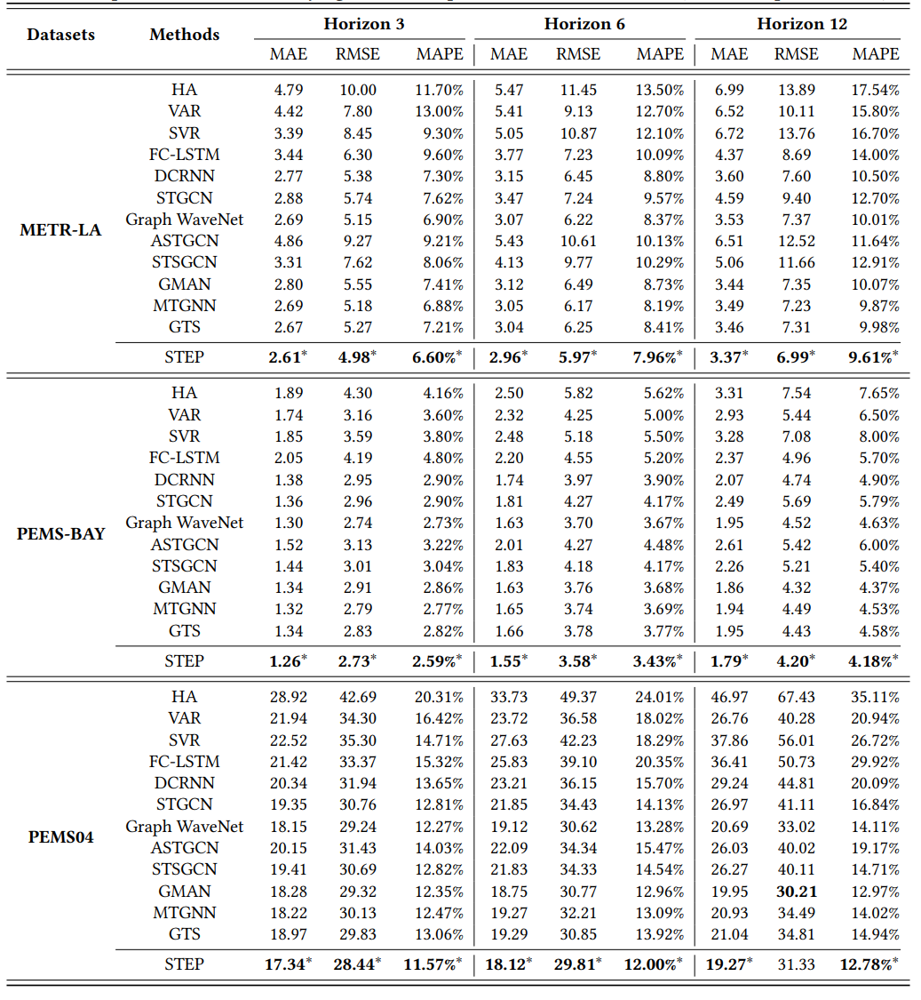 Datasets Methods Horizon 3 Horizon 6 Horizon 12
MAE RMSE MAPE MAE RMSE MAPE MAE RMSE MAPE
METR-LA
HA 4.79 10.00 11.70% 5.47 11.45 13.50% 6.99 13.89 17.54%
VAR 4.42 7.80 13.00% 5.41 9.13 12.70% 6.52 10.11 15.80%
SVR 3.39 8.45 9.30% 5.05 10.87 12.10% 6.72 13.76 16.70%
FC-LSTM 3.44 6.30 9.60% 3.77 7.23 10.09% 4.37 8.69 14.00%
DCRNN 2.77 5.38 7.30% 3.15 6.45 8.80% 3.60 7.60 10.50%
STGCN 2.88 5.74 7.62% 3.47 7.24 9.57% 4.59 9.40 12.70%
Graph WaveNet 2.69 5.15 6.90% 3.07 6.22 8.37% 3.53 7.37 10.01%
ASTGCN 4.86 9.27 9.21% 5.43 10.61 10.13% 6.51 12.52 11.64%
STSGCN 3.31 7.62 8.06% 4.13 9.77 10.29% 5.06 11.66 12.91%
GMAN 2.80 5.55 7.41% 3.12 6.49 8.73% 3.44 7.35 10.07%
MTGNN 2.69 5.18 6.88% 3.05 6.17 8.19% 3.49 7.23 9.87%
GTS 2.67 5.27 7.21% 3.04 6.25 8.41% 3.46 7.31 9.98%
STEP 2.61* 4.98* 6.60%* 2.96* 5.97* 7.96%* 3.37* 6.99* 9.61%*
PEMS-BAY
HA 1.89 4.30 4.16% 2.50 5.82 5.62% 3.31 7.54 7.65%
VAR 1.74 3.16 3.60% 2.32 4.25 5.00% 2.93 5.44 6.50%
SVR 1.85 3.59 3.80% 2.48 5.18 5.50% 3.28 7.08 8.00%
FC-LSTM 2.05 4.19 4.80% 2.20 4.55 5.20% 2.37 4.96 5.70%
DCRNN 1.38 2.95 2.90% 1.74 3.97 3.90% 2.07 4.74 4.90%
STGCN 1.36 2.96 2.90% 1.81 4.27 4.17% 2.49 5.69 5.79%
Graph WaveNet 1.30 2.74 2.73% 1.63 3.70 3.67% 1.95 4.52 4.63%
ASTGCN 1.52 3.13 3.22% 2.01 4.27 4.48% 2.61 5.42 6.00%
STSGCN 1.44 3.01 3.04% 1.83 4.18 4.17% 2.26 5.21 5.40%
GMAN 1.34 2.91 2.86% 1.63 3.76 3.68% 1.86 4.32 4.37%
MTGNN 1.32 2.79 2.77% 1.65 3.74 3.69% 1.94 4.49 4.53%
GTS 1.34 2.83 2.82% 1.66 3.78 3.77% 1.95 4.43 4.58%
STEP 1.26* 2.73* 2.59%* 1.55* 3.58* 3.43%* 1.79* 4.20* 4.18%*
PEMS04
HA 28.92 42.69 20.31% 33.73 49.37 24.01% 46.97 67.43 35.11%
VAR 21.94 34.30 16.42% 23.72 36.58 18.02% 26.76 40.28 20.94%
SVR 22.52 35.30 14.71% 27.63 42.23 18.29% 37.86 56.01 26.72%
FC-LSTM 21.42 33.37 15.32% 25.83 39.10 20.35% 36.41 50.73 29.92%
DCRNN 20.34 31.94 13.65% 23.21 36.15 15.70% 29.24 44.81 20.09%
STGCN 19.35 30.76 12.81% 21.85 34.43 14.13% 26.97 41.11 16.84%
Graph WaveNet 18.15 29.24 12.27% 19.12 30.62 13.28% 20.69 33.02 14.11%
ASTGCN 20.15 31.43 14.03% 22.09 34.34 15.47% 26.03 40.02 19.17%
STSGCN 19.41 30.69 12.82% 21.83 34.33 14.54% 26.27 40.11 14.71%
GMAN 18.28 29.32 12.35% 18.75 30.77 12.96% 19.95 30.21 12.97%
MTGNN 18.22 30.13 12.47% 19.27 32.21 13.09% 20.93 34.49 14.02%
GTS 18.97 29.83 13.06% 19.29 30.85 13.92% 21.04 34.81 14.94%
STEP 17.34* 28.44* 11.57%* 18.12* 29.81* 12.00%* 19.27* 31.33 12.78%*